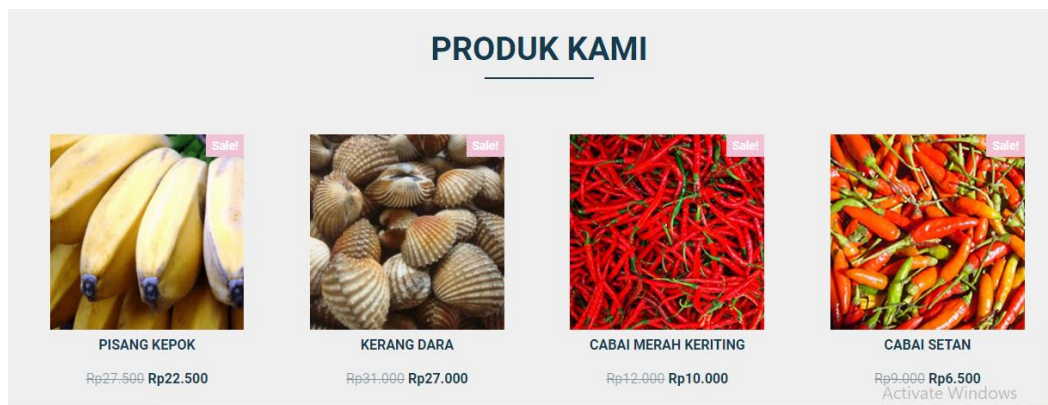 PRODUK KAMI
Sale!
Sale!
Sale!
Sale!
PISANG KEPOK
KERANG DARA
CABAI MERAH KERITING
CABAI SETAN
Rp27.500 Rp22.500
Rp31.000 Rp27.000
Rp12.000 Rp10.000
Rp9.000 Rp6.500
Activate Windows